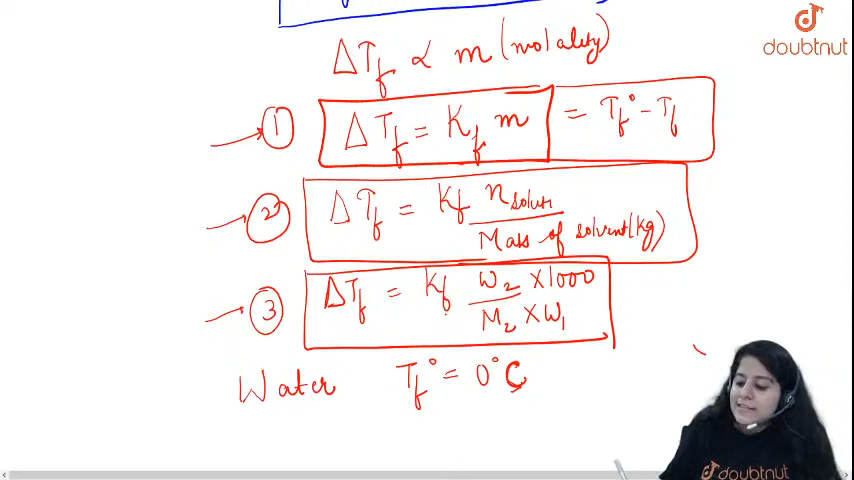 doubtnut
ΔTf ∝ m (molality)
① ΔTf = Kf m = Tf° - Tf
② ΔTf = Kf nsolute / Mass of solvent(kg)
③ ΔTf = Kf W2 × 1000 / M2 × W1
Water Tf° = 0°C
doubtnut